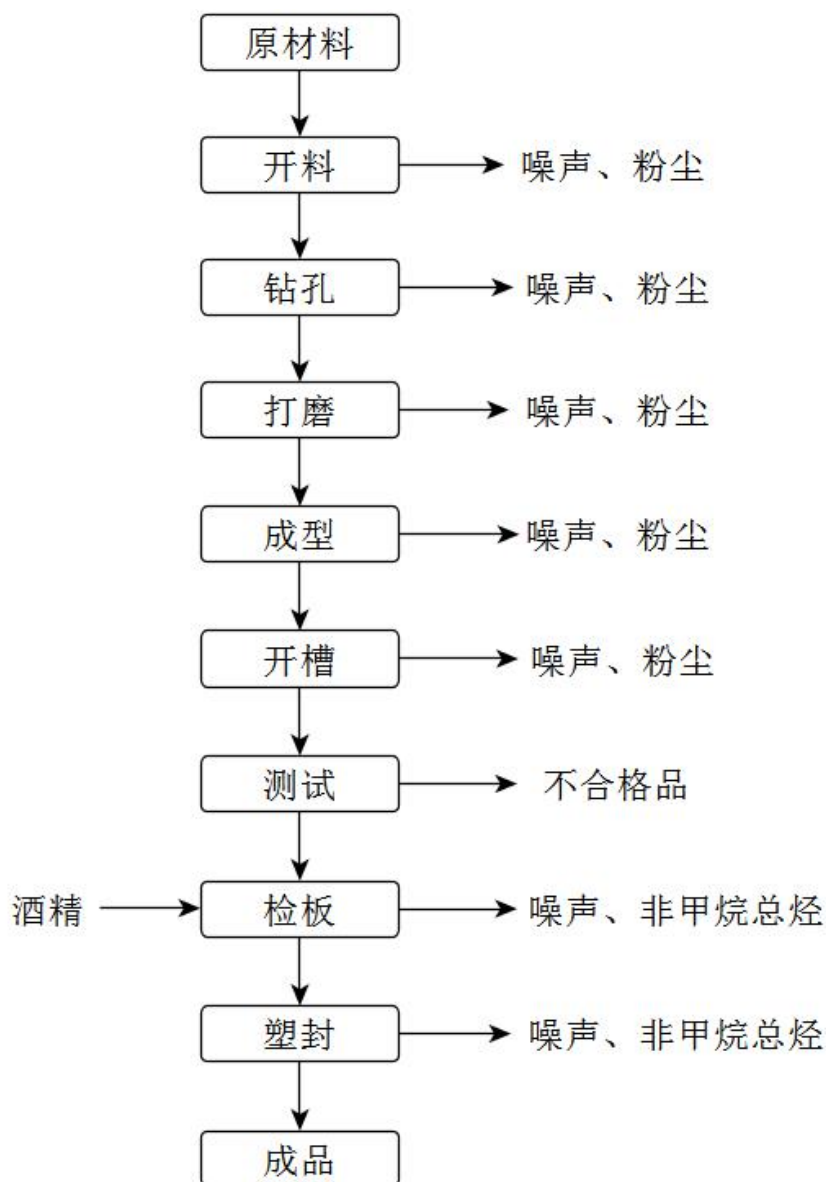 原材料
开料
噪声、粉尘
钻孔
噪声、粉尘
打磨
噪声、粉尘
成型
噪声、粉尘
开槽
噪声、粉尘
测试
不合格品
酒精
检板
噪声、非甲烷总烃
塑封
噪声、非甲烷总烃
成品